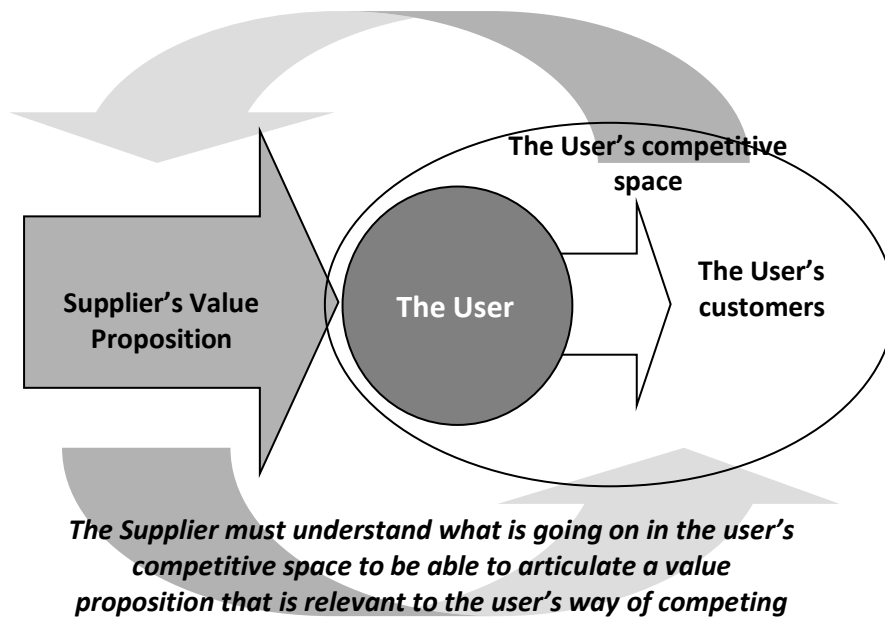 The User's competitive
space
Supplier's Value
Proposition
The User
The User's
customers
The Supplier must understand what is going on in the user's
competitive space to be able to articulate a value
proposition that is relevant to the user's way of competing